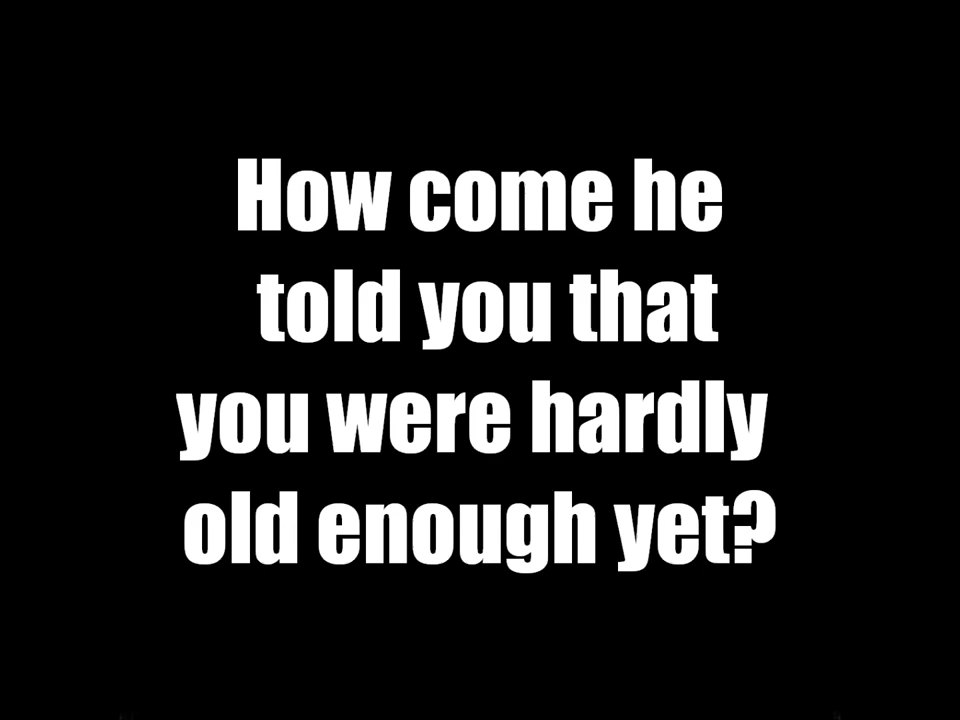 How come he
told you that
you were hardly
old enough yet?